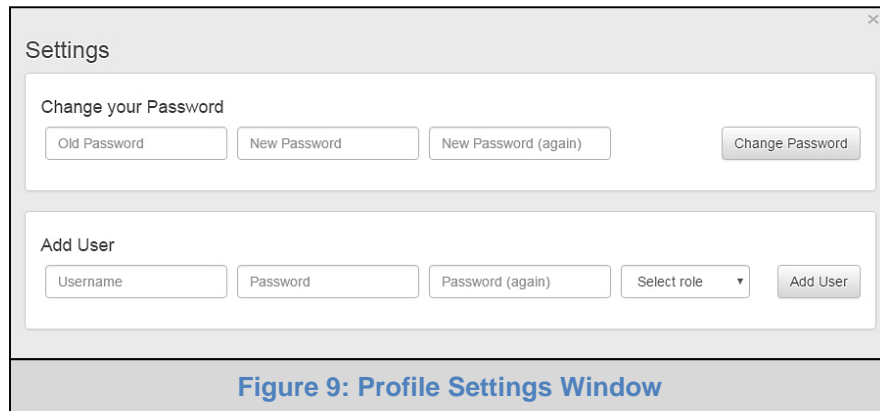 ×
Settings
Change your Password
Old Password New Password New Password (again) Change Password
Add User
Username Password Password (again) Select role ▾ Add User
Figure 9: Profile Settings Window